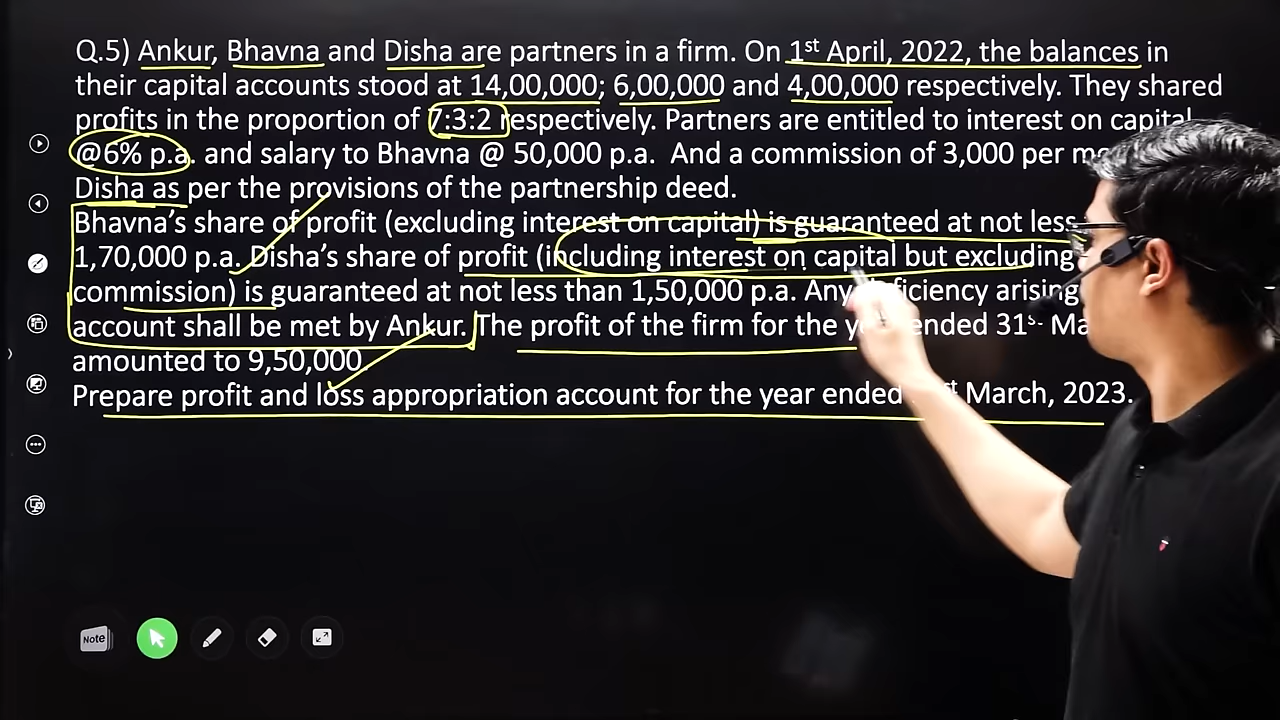 Q.5) Ankur, Bhavna and Disha are partners in a firm. On 1st April, 2022, the balances in
their capital accounts stood at 14,00,000; 6,00,000 and 4,00,000 respectively. They shared
profits in the proportion of 7:3:2 respectively. Partners are entitled to interest on capital
@6% p.a. and salary to Bhavna @ 50,000 p.a. And a commission of 3,000 per
Disha as per the provisions of the partnership deed.
Bhavna's share of profit (excluding interest on capital) is guaranteed at not less
1,70,000 p.a. Disha's share of profit (including interest on capital but excluding
commission) is guaranteed at not less than 1,50,000 p.a. Any deficiency arising
account shall be met by Ankur. The profit of the firm for the year ended 31st
amounted to 9,50,000
Prepare profit and loss appropriation account for the year ended March, 2023.
Note